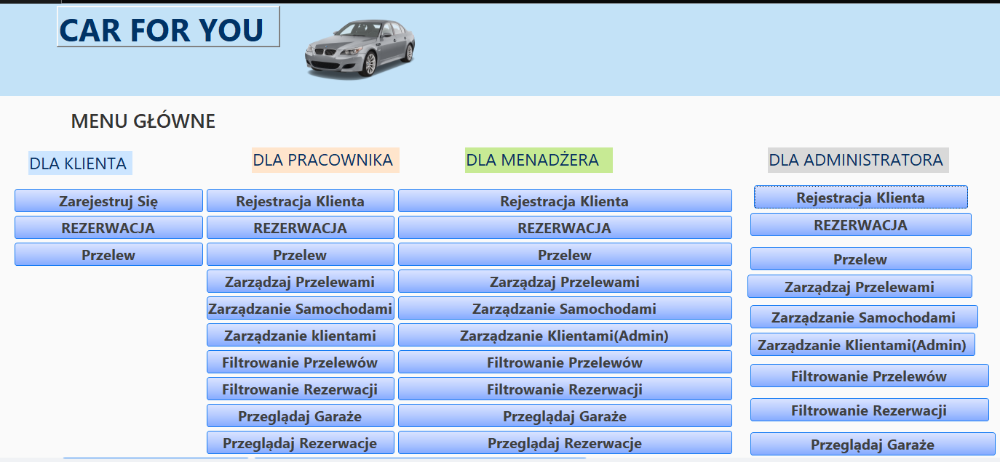 CAR FOR YOU
MENU GŁÓWNE
DLA KLIENTA
Zarejestruj Się
REZERWACJA
Przelew
DLA PRACOWNIKA
Rejestracja Klienta
REZERWACJA
Przelew
Zarządzaj Przelewami
Zarządzanie Samochodami
Zarządzanie klientami
Filtrowanie Przelewów
Filtrowanie Rezerwacji
Przeglądaj Garaże
Przeglądaj Rezerwacje
DLA MENADŻERA
Rejestracja Klienta
REZERWACJA
Przelew
Zarządzaj Przelewami
Zarządzanie Samochodami
Zarządzanie Klientami(Admin)
Filtrowanie Przelewów
Filtrowanie Rezerwacji
Przeglądaj Garaże
Przeglądaj Rezerwacje
DLA ADMINISTRATORA
Rejestracja Klienta
REZERWACJA
Przelew
Zarządzaj Przelewami
Zarządzanie Samochodami
Zarządzanie Klientami(Admin)
Filtrowanie Przelewów
Filtrowanie Rezerwacji
Przeglądaj Garaże